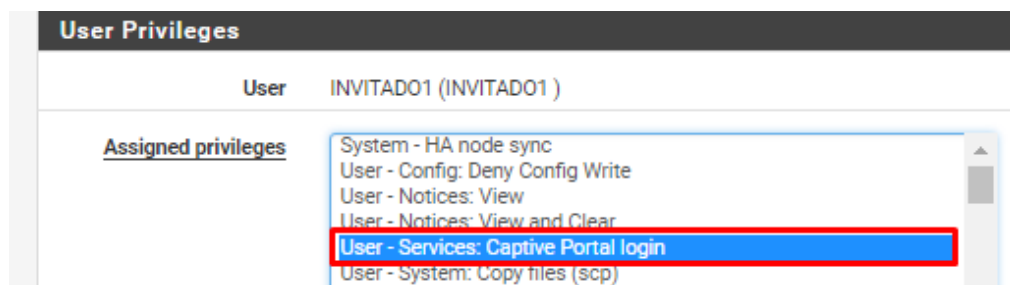 User Privileges
User INVITADO1 (INVITADO1 )
Assigned privileges System - HA node sync
User - Config: Deny Config Write
User - Notices: View
User - Notices: View and Clear
User - Services: Captive Portal login
User - System: Copy files (scp)